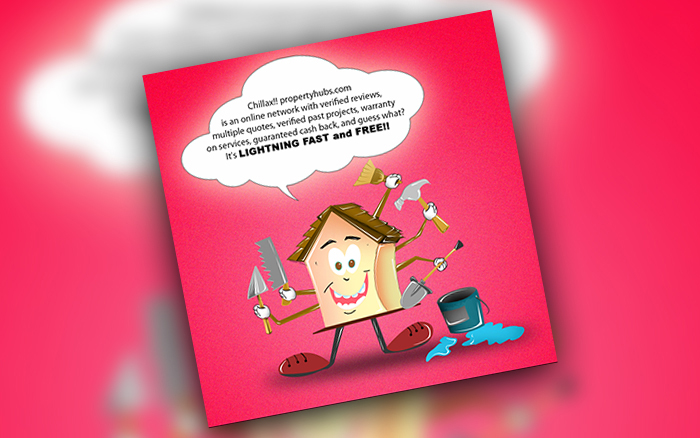 Chillax!! propertyhubs.com
is an online network with verified reviews,
multiple quotes, verified past projects, warranty
on services, guaranteed cash back, and guess what?
It's LIGHTNING FAST and FREE!!